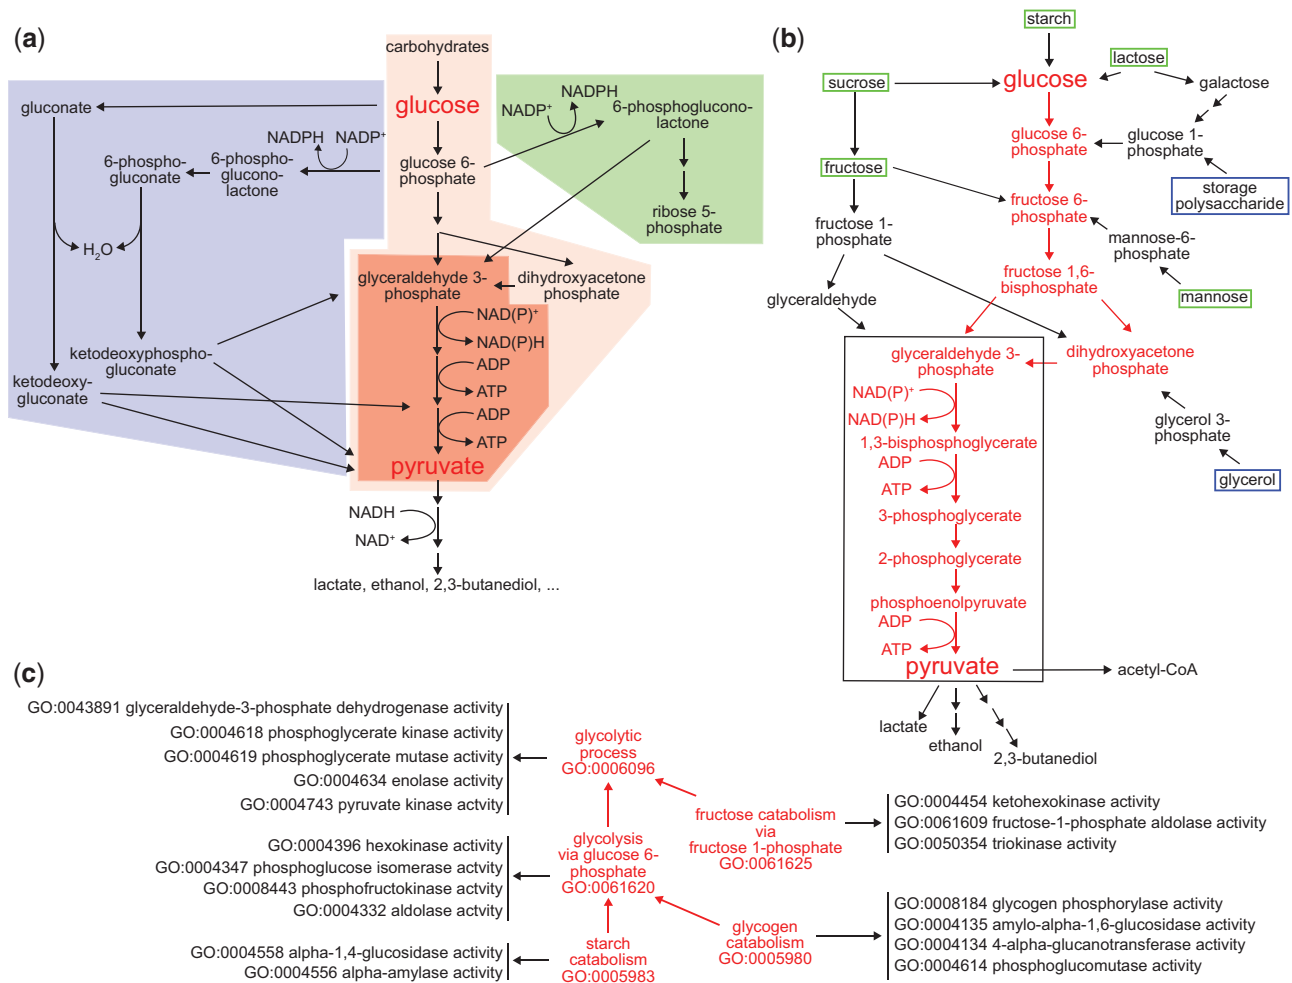 (a)
carbohydrates
glucose
gluconate
NADPH
NADP+
6-phospho-
gluconate
6-phospho-
glucono-
lactone
glucose 6-
phosphate
NADP+
NADPH
6-phosphoglucono-
lactone
ribose 5-
phosphate
H2O
glyceraldehyde 3-
phosphate
dihydroxyacetone
phosphate
NAD(P)+
NAD(P)H
ADP
ATP
ADP
ATP
ketodeoxyphospho-
gluconate
ketodeoxy-
gluconate
pyruvate
NADH
NAD+
lactate, ethanol, 2,3-butanediol, ...
(b)
starch
lactose
sucrose
glucose
galactose
glucose 6-
phosphate
glucose 1-
phosphate
fructose
storage
polysaccharide
fructose 6-
phosphate
fructose 1-
phosphate
mannose-6-
phosphate
fructose 1,6-
bisphosphate
mannose
glyceraldehyde
glyceraldehyde 3-
phosphate
dihydroxyacetone
phosphate
NAD(P)+
NAD(P)H
glycerol 3-
phosphate
1,3-bisphosphoglycerate
ADP
ATP
glycerol
3-phosphoglycerate
2-phosphoglycerate
phosphoenolpyruvate
ADP
ATP
pyruvate
acetyl-CoA
lactate
ethanol
2,3-butanediol
(c)
GO:0043891 glyceraldehyde-3-phosphate dehydrogenase activity
GO:0004618 phosphoglycerate kinase activity
GO:0004619 phosphoglycerate mutase activity
GO:0004634 enolase activity
GO:0004743 pyruvate kinase activity
glycolytic
process
GO:0006096
GO:0004396 hexokinase activity
GO:0004347 phosphoglucose isomerase activity
GO:0008443 phosphofructokinase activity
GO:0004332 aldolase activity
glycolysis
via glucose 6-
phosphate
GO:0061620
fructose catabolism
via
fructose 1-phosphate
GO:0061625
GO:0004454 ketohexokinase activity
GO:0061609 fructose-1-phosphate aldolase activity
GO:0050354 triokinase activity
GO:0004558 alpha-1,4-glucosidase activity
GO:0004556 alpha-amylase activity
starch
catabolism
GO:0005983
glycogen
catabolism
GO:0005980
GO:0008184 glycogen phosphorylase activity
GO:0004135 amylo-alpha-1,6-glucosidase activity
GO:0004134 4-alpha-glucanotransferase activity
GO:0004614 phosphoglucomutase activity